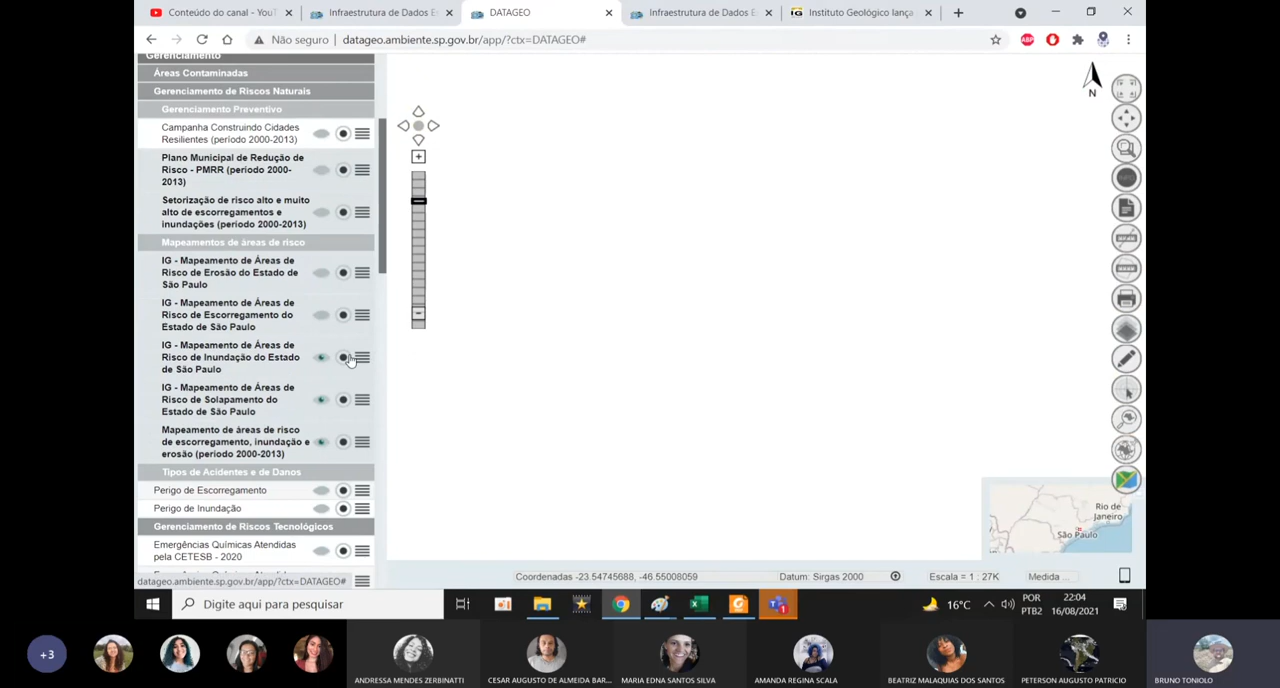 Conteúdo do canal - YouT
Infraestrutura de Dados E
DATAGEO
Infraestrutura de Dados E
Instituto Geológico lança
Não seguro
datageo.ambiente.sp.gov.br/app/?ctx=DATAGEO#
ABP
Gerenciamento
Áreas Contaminadas
Gerenciamento de Riscos Naturais
Gerenciamento Preventivo
Campanha Construindo Cidades
Resilientes (período 2000-2013)
Plano Municipal de Redução de
Risco - PMRR (período 2000-
2013)
Setorização de risco alto e muito
alto de escorregamentos e
inundações (período 2000-2013)
Mapeamentos de áreas de risco
IG - Mapeamento de Áreas de
Risco de Erosão do Estado de
São Paulo
IG - Mapeamento de Áreas de
Risco de Escorregamento do
Estado de São Paulo
IG - Mapeamento de Áreas de
Risco de Inundação do Estado
de São Paulo
IG - Mapeamento de Áreas de
Risco de Solapamento do
Estado de São Paulo
Mapeamento de áreas de risco
de escorregamento, inundação e
erosão (período 2000-2013)
Tipos de Acidentes e de Danos
Perigo de Escorregamento
Perigo de Inundação
Gerenciamento de Riscos Tecnológicos
Emergências Químicas Atendidas
pela CETESB - 2020
datageo.ambiente.sp.gov.br/app/?ctx=DATAGEO#
N
Rio de
Janeiro
São Paulo
Coordenadas -23.54745688, -46.55008059
Datum: Sirgas 2000
Escala = 1 : 27K
Medida ...
Digite aqui para pesquisar
16°C
POR
PTB2
22:04
16/08/2021
+3
ANDRESSA MENDES ZERBINATTI
CESAR AUGUSTO DE ALMEIDA BAR...
MARIA EDNA SANTOS SILVA
AMANDA REGINA SCALA
BEATRIZ MALAQUIAS DOS SANTOS
PETERSON AUGUSTO PATRICIO
BRUNO TONIOLO